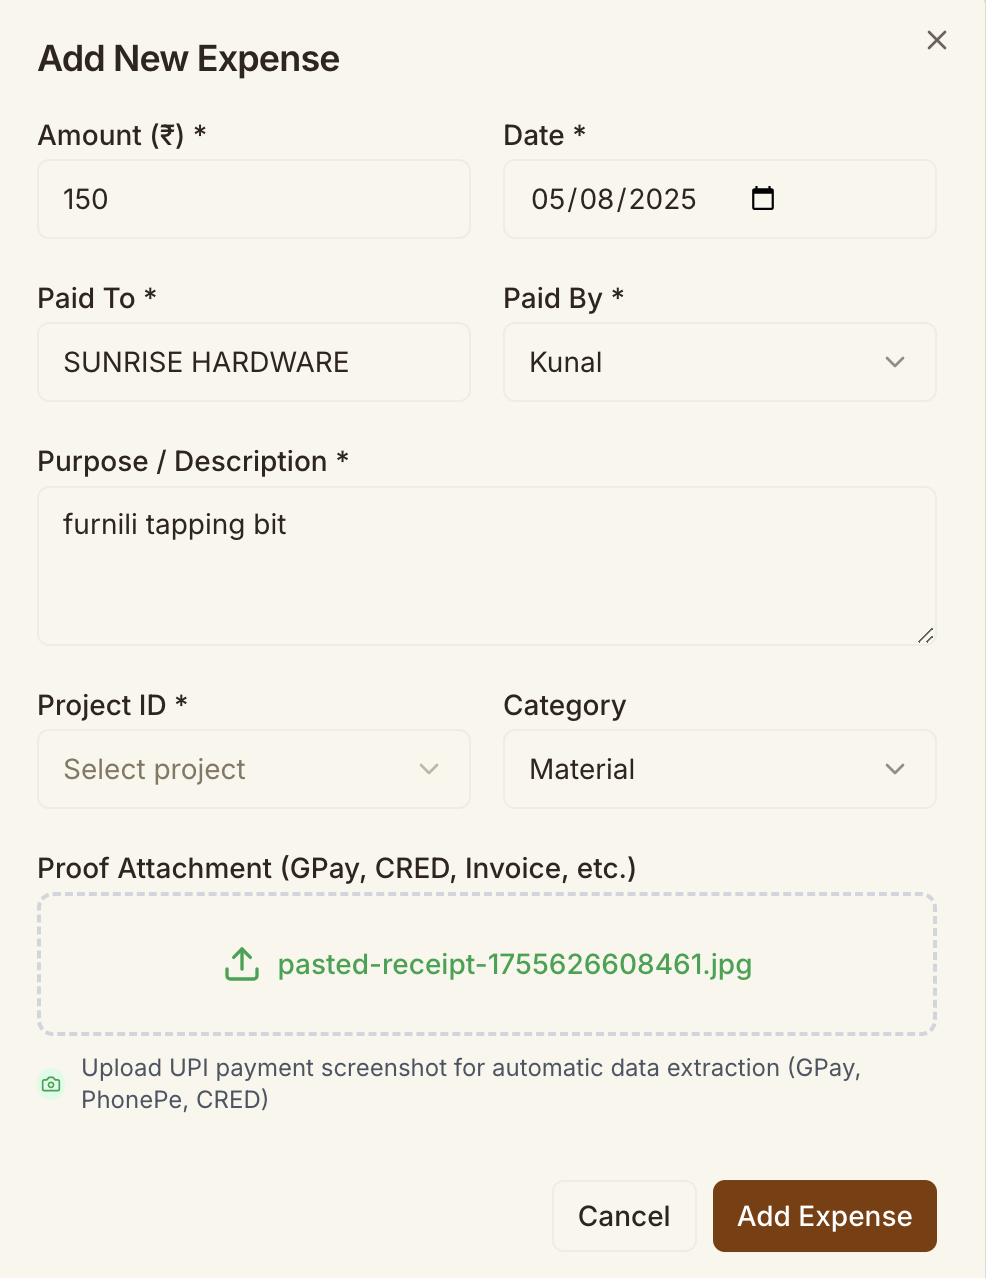 Add New Expense
Amount (₹) *
Date *
150
05/08/2025
Paid To *
Paid By *
SUNRISE HARDWARE
Kunal
Purpose / Description *
furnili tapping bit
Project ID *
Category
Select project
Material
Proof Attachment (GPay, CRED, Invoice, etc.)
pasted-receipt-1755626608461.jpg
Upload UPI payment screenshot for automatic data extraction (GPay,
PhonePe, CRED)
Cancel
Add Expense